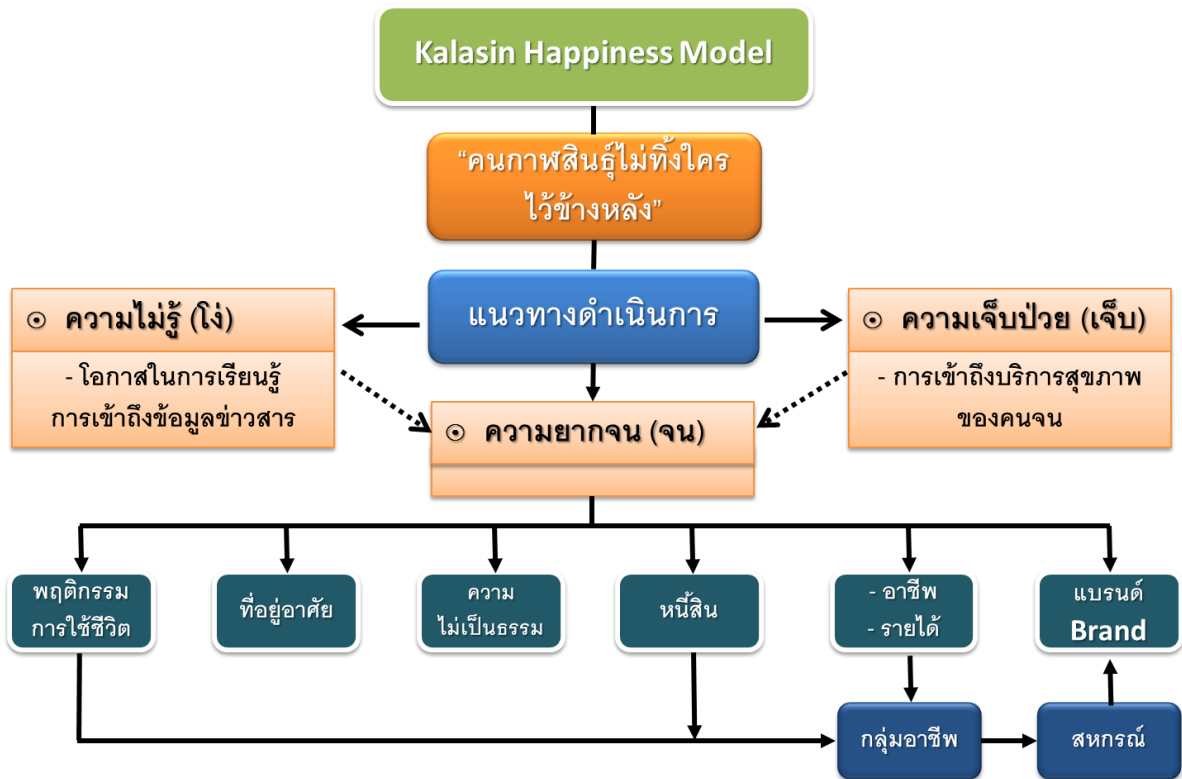 Kalasin Happiness Model
“คนกาฬสินธุ์ไม่ทิ้งใคร
ไว้ข้างหลัง”
แนวทางดำเนินการ
⊙ ความไม่รู้ (โง่)
- โอกาสในการเรียนรู้
การเข้าถึงข้อมูลข่าวสาร
⊙ ความเจ็บป่วย (เจ็บ)
- การเข้าถึงบริการสุขภาพ
ของคนจน
⊙ ความยากจน (จน)
พฤติกรรม
การใช้ชีวิต
ที่อยู่อาศัย
ความ
ไม่เป็นธรรม
หนี้สิน
- อาชีพ
- รายได้
แบรนด์
Brand
กลุ่มอาชีพ
สหกรณ์